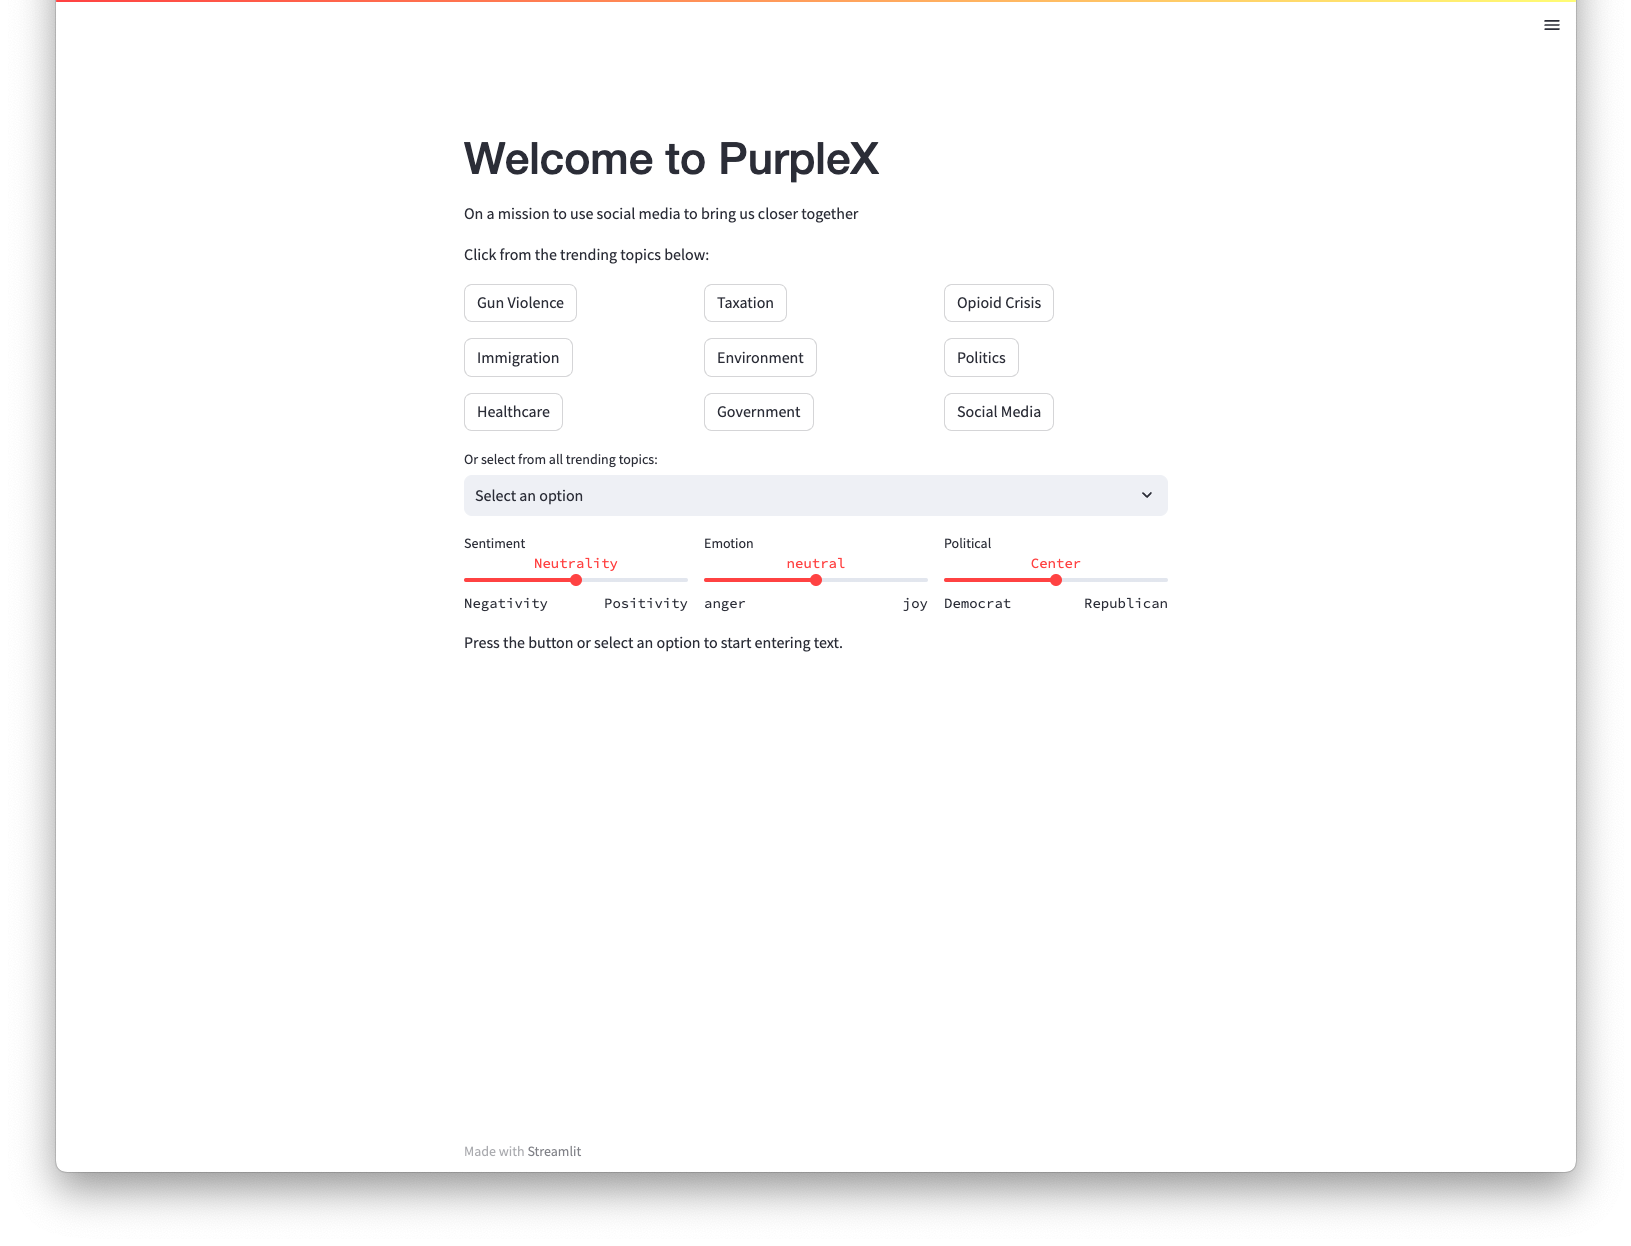 Welcome to PurpleX
On a mission to use social media to bring us closer together
Click from the trending topics below:
Gun Violence Taxation Opioid Crisis
Immigration Environment Politics
Healthcare Government Social Media
Or select from all trending topics:
Select an option
Sentiment Emotion Political
Neutrality neutral Center
Negativity Positivity anger joy Democrat Republican
Press the button or select an option to start entering text.
Made with Streamlit